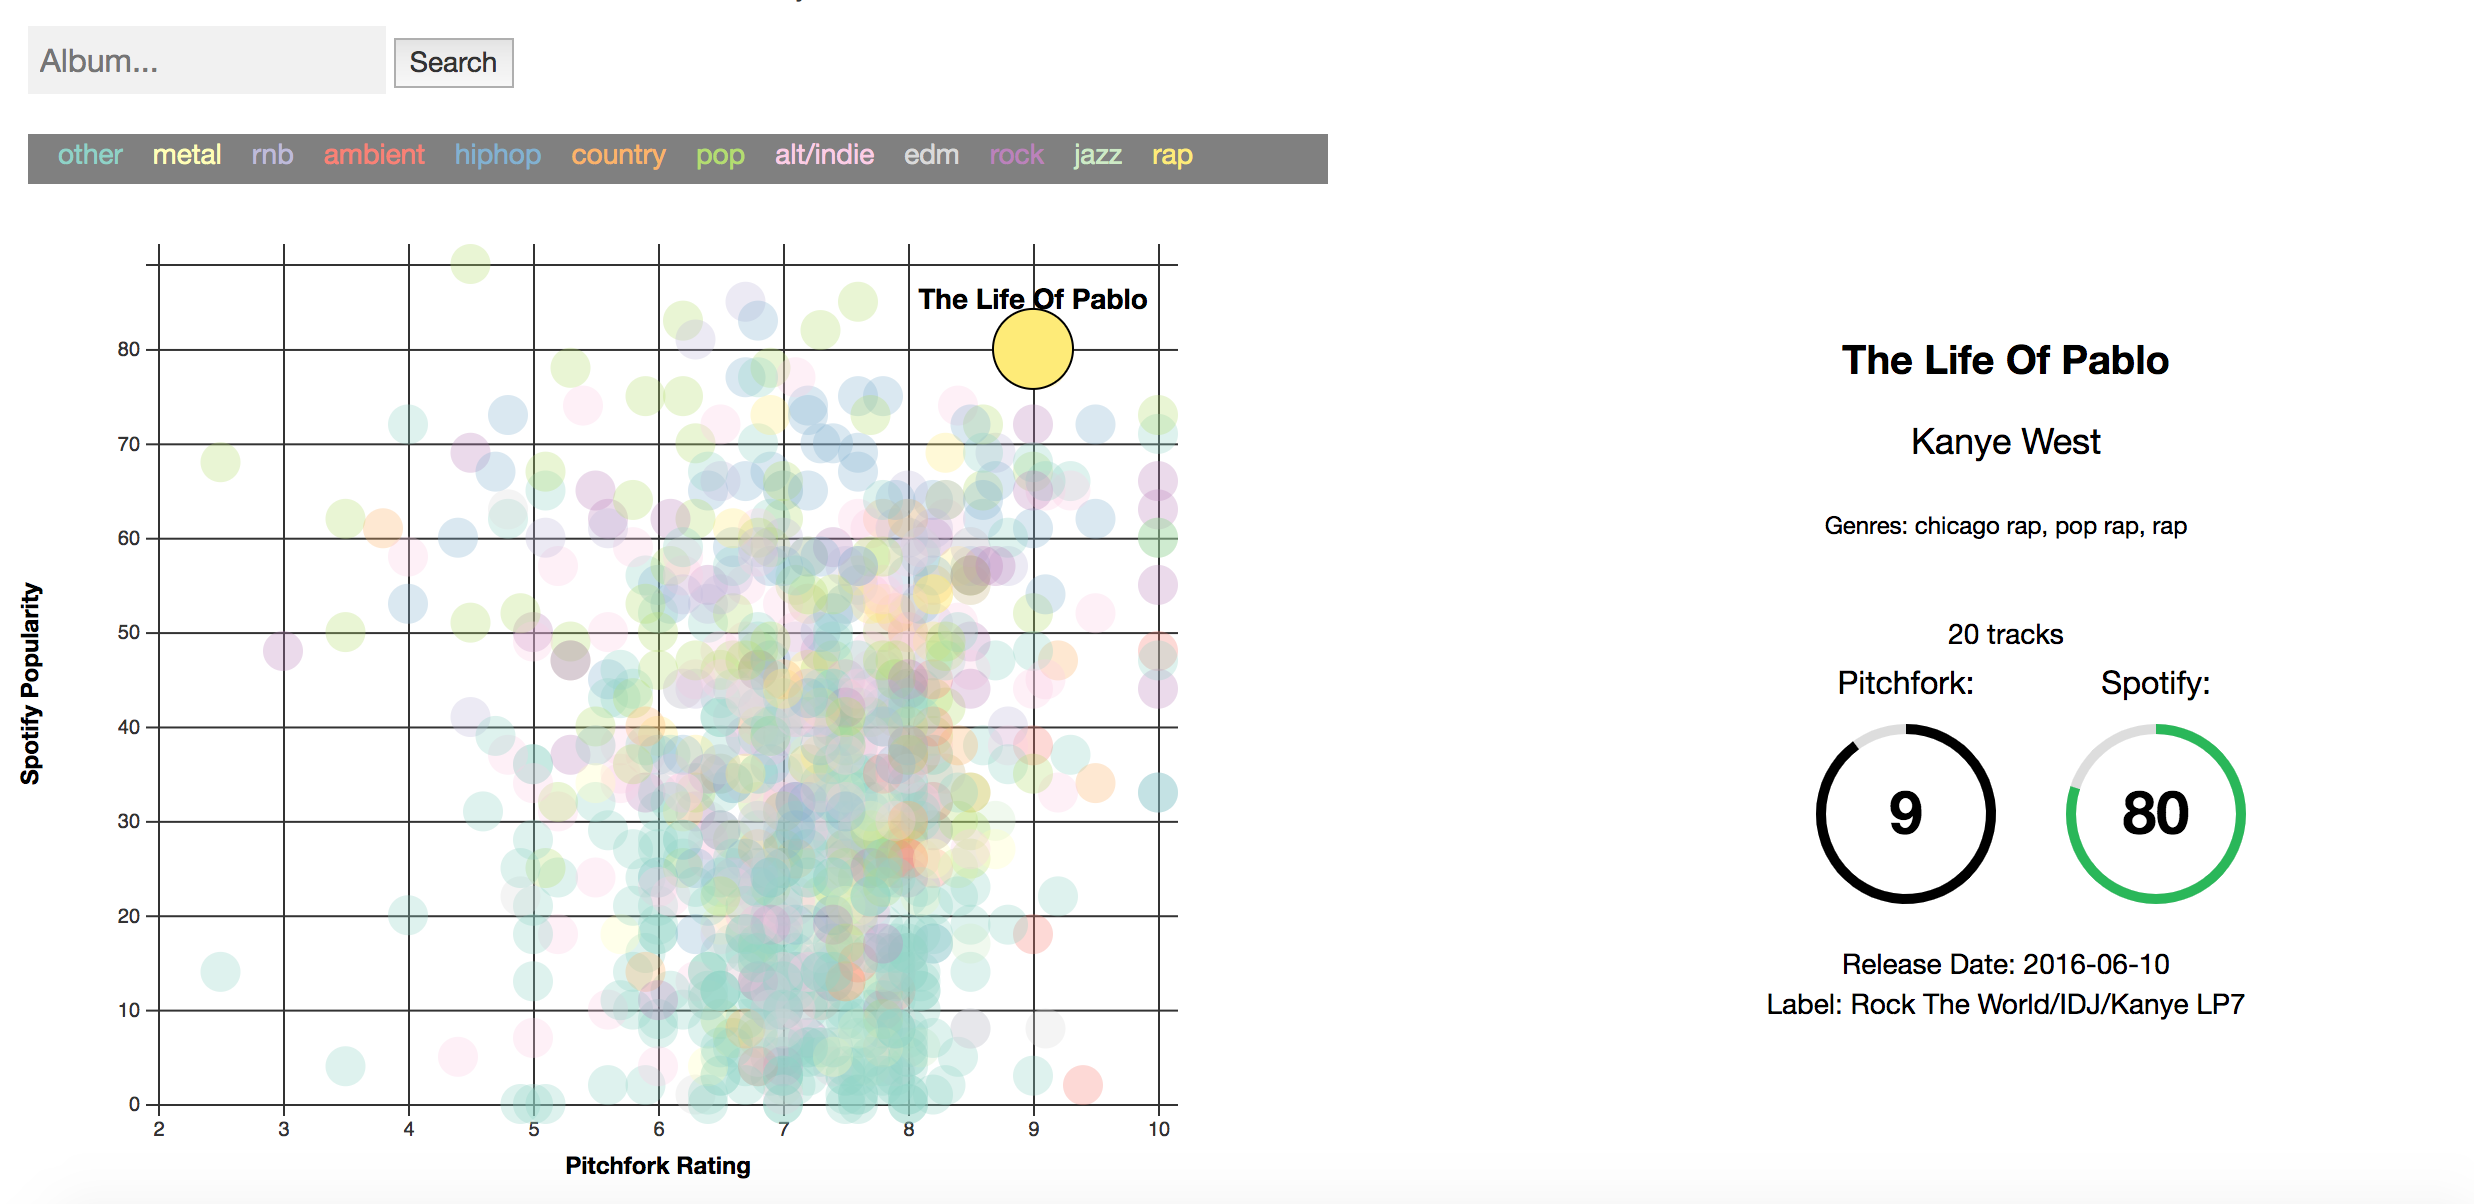 Album...
Search
other metal rnb ambient hiphop country pop alt/indie edm rock jazz rap
The Life Of Pablo
80
70
60
50
40
30
20
10
0
2 3 4 5 6 7 8 9 10
Spotify Popularity
Pitchfork Rating
The Life Of Pablo
Kanye West
Genres: chicago rap, pop rap, rap
20 tracks
Pitchfork: Spotify:
9 80
Release Date: 2016-06-10
Label: Rock The World/IDJ/Kanye LP7